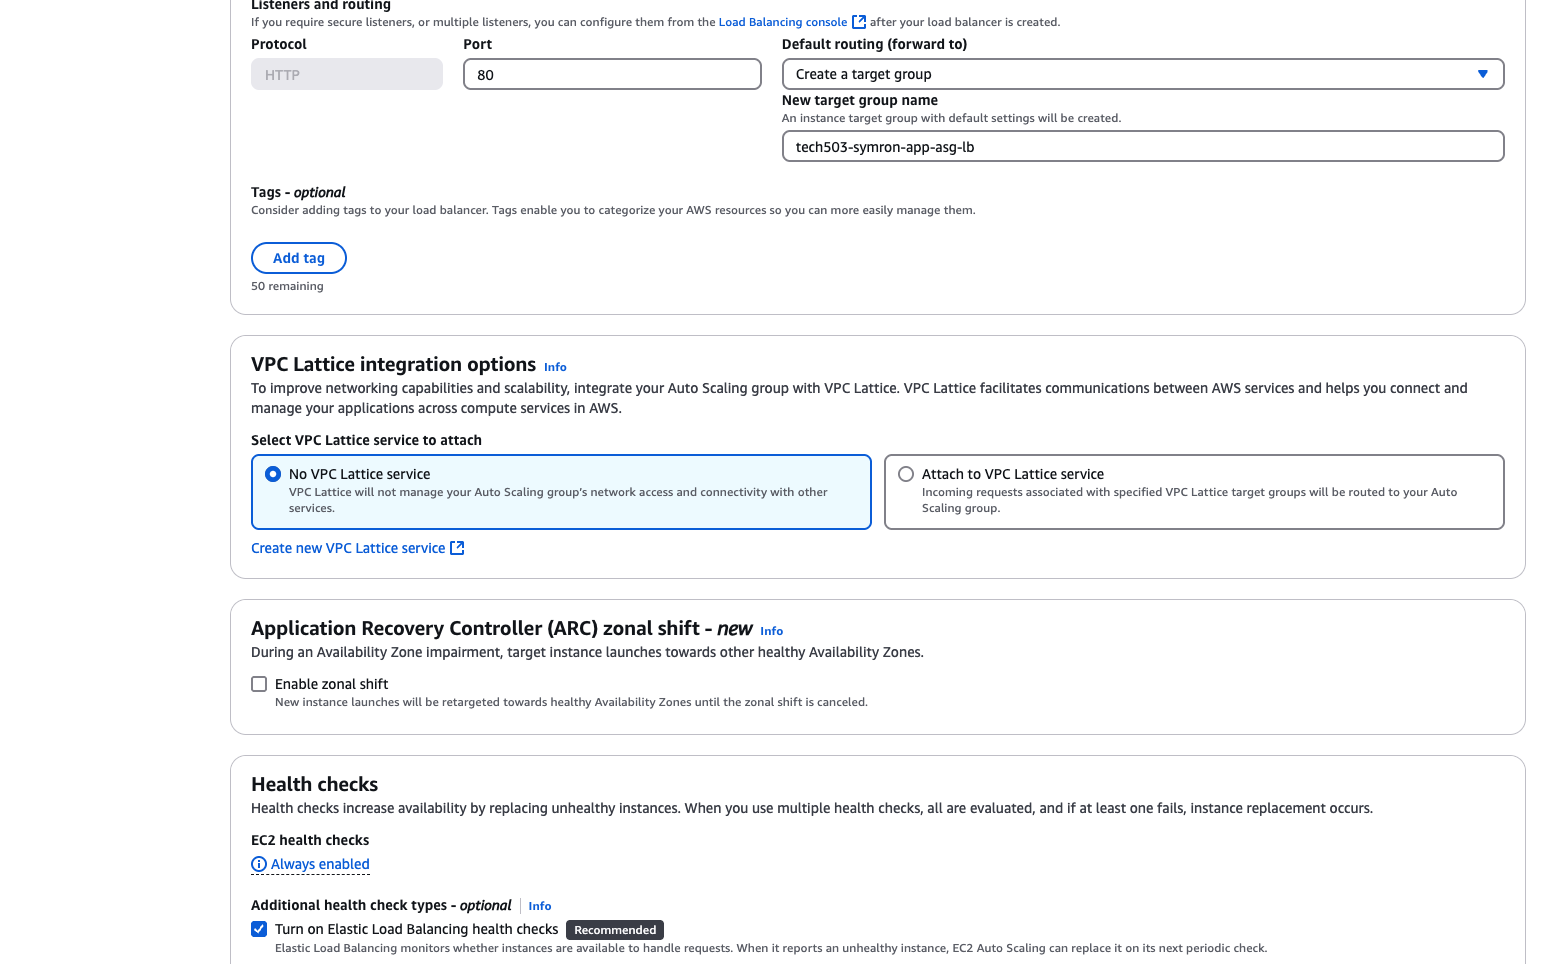 Listeners and routing
If you require secure listeners, or multiple listeners, you can configure them from the Load Balancing console after your load balancer is created.
Protocol
HTTP
Port
80
Default routing (forward to)
Create a target group
New target group name
An instance target group with default settings will be created.
tech503-symron-app-asg-lb
Tags - optional
Consider adding tags to your load balancer. Tags enable you to categorize your AWS resources so you can more easily manage them.
Add tag
50 remaining
VPC Lattice integration options Info
To improve networking capabilities and scalability, integrate your Auto Scaling group with VPC Lattice. VPC Lattice facilitates communications between AWS services and helps you connect and
manage your applications across compute services in AWS.
Select VPC Lattice service to attach
No VPC Lattice service
VPC Lattice will not manage your Auto Scaling group's network access and connectivity with other
services.
Attach to VPC Lattice service
Incoming requests associated with specified VPC Lattice target groups will be routed to your Auto
Scaling group.
Create new VPC Lattice service
Application Recovery Controller (ARC) zonal shift - new Info
During an Availability Zone impairment, target instance launches towards other healthy Availability Zones.
Enable zonal shift
New instance launches will be retargeted towards healthy Availability Zones until the zonal shift is canceled.
Health checks
Health checks increase availability by replacing unhealthy instances. When you use multiple health checks, all are evaluated, and if at least one fails, instance replacement occurs.
EC2 health checks
Always enabled
Additional health check types - optional Info
Turn on Elastic Load Balancing health checks Recommended
Elastic Load Balancing monitors whether instances are available to handle requests. When it reports an unhealthy instance, EC2 Auto Scaling can replace it on its next periodic check.